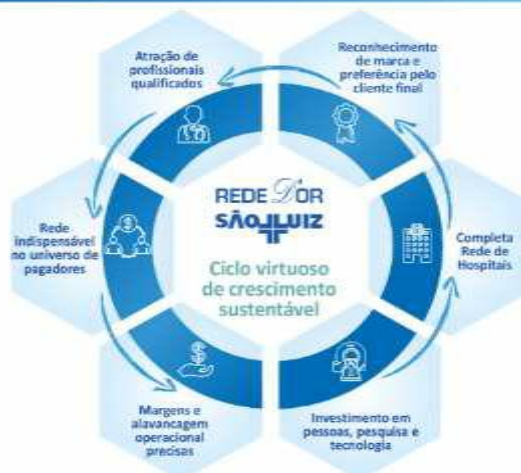 Atração de
profissionais
qualificados
Reconhecimento
de marca e
preferência pelo
cliente final
Rede
indispensável
no universo de
pagadores
REDE D'OR
SÃO LUIZ
Ciclo virtuoso
de crescimento
sustentável
Completa
Rede de
Hospitais
Margens e
alavancagem
operacional
precisas
Investimento em
pessoas, pesquisa e
tecnologia